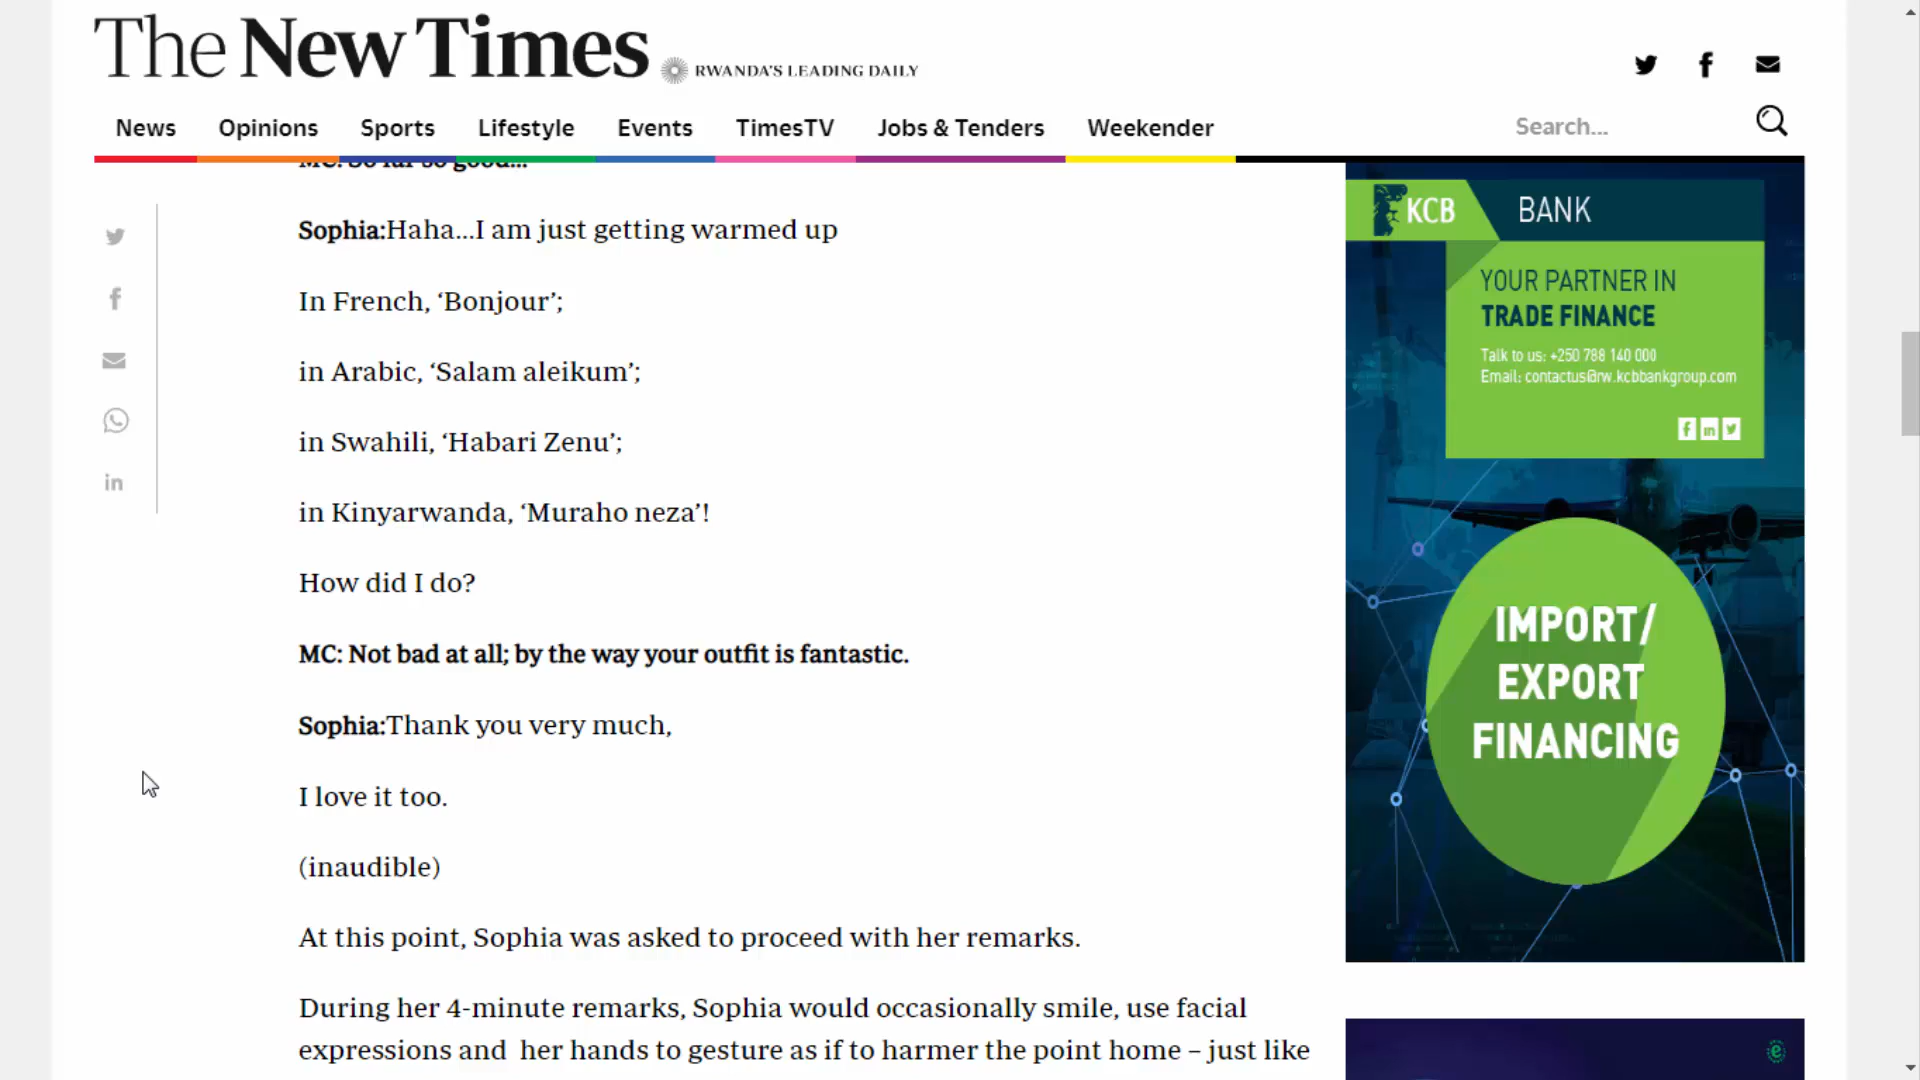 The New Times
RWANDA'S LEADING DAILY
News Opinions Sports Lifestyle Events TimesTV Jobs & Tenders Weekender
Search...
MC: So far so good...
Sophia:Haha...I am just getting warmed up
In French, ‘Bonjour’;
in Arabic, ‘Salam aleikum’;
in Swahili, ‘Habari Zenu’;
in Kinyarwanda, ‘Muraho neza’!
How did I do?
MC: Not bad at all; by the way your outfit is fantastic.
Sophia:Thank you very much,
I love it too.
(inaudible)
At this point, Sophia was asked to proceed with her remarks.
During her 4-minute remarks, Sophia would occasionally smile, use facial
expressions and her hands to gesture as if to harmer the point home – just like
KCB BANK
YOUR PARTNER IN
TRADE FINANCE
Talk to us: +250 788 140 000
Email: contactus@rw.kcbbankgroup.com
IMPORT/
EXPORT
FINANCING